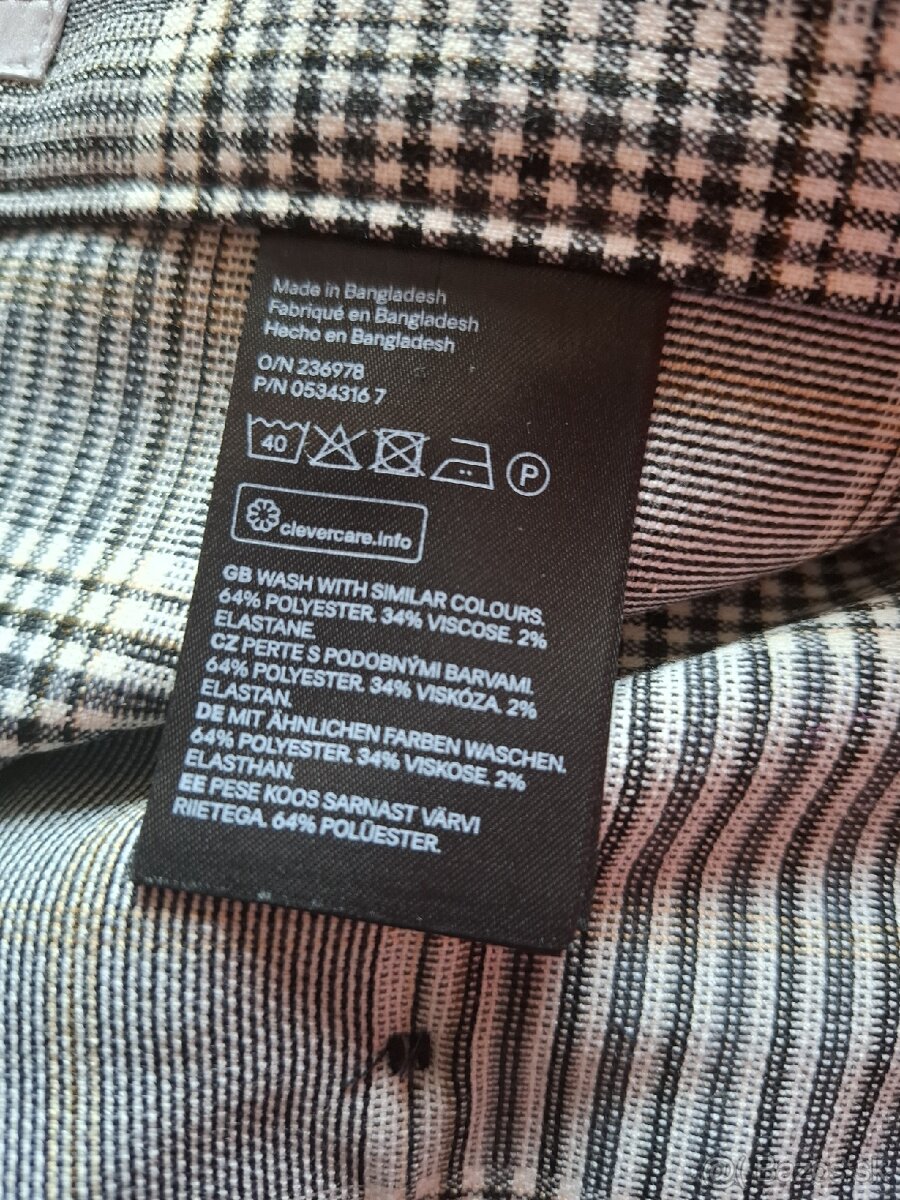 Made in Bangladesh
Fabriqué en Bangladesh
Hecho en Bangladesh
O/N 236978
P/N 0534316 7
40
P
clevercare.info
GB WASH WITH SIMILAR COLOURS.
64% POLYESTER. 34% VISCOSE. 2%
ELASTANE.
CZ PERTE S PODOBNÝMI BARVAMI.
64% POLYESTER. 34% VISKÓZA. 2%
ELASTAN.
DE MIT ÄHNLICHEN FARBEN WASCHEN.
64% POLYESTER. 34% VISKOSE. 2%
ELASTHAN.
EE PESE KOOS SARNAST VÄRVI
RIIETEGA. 64% POLÜESTER.